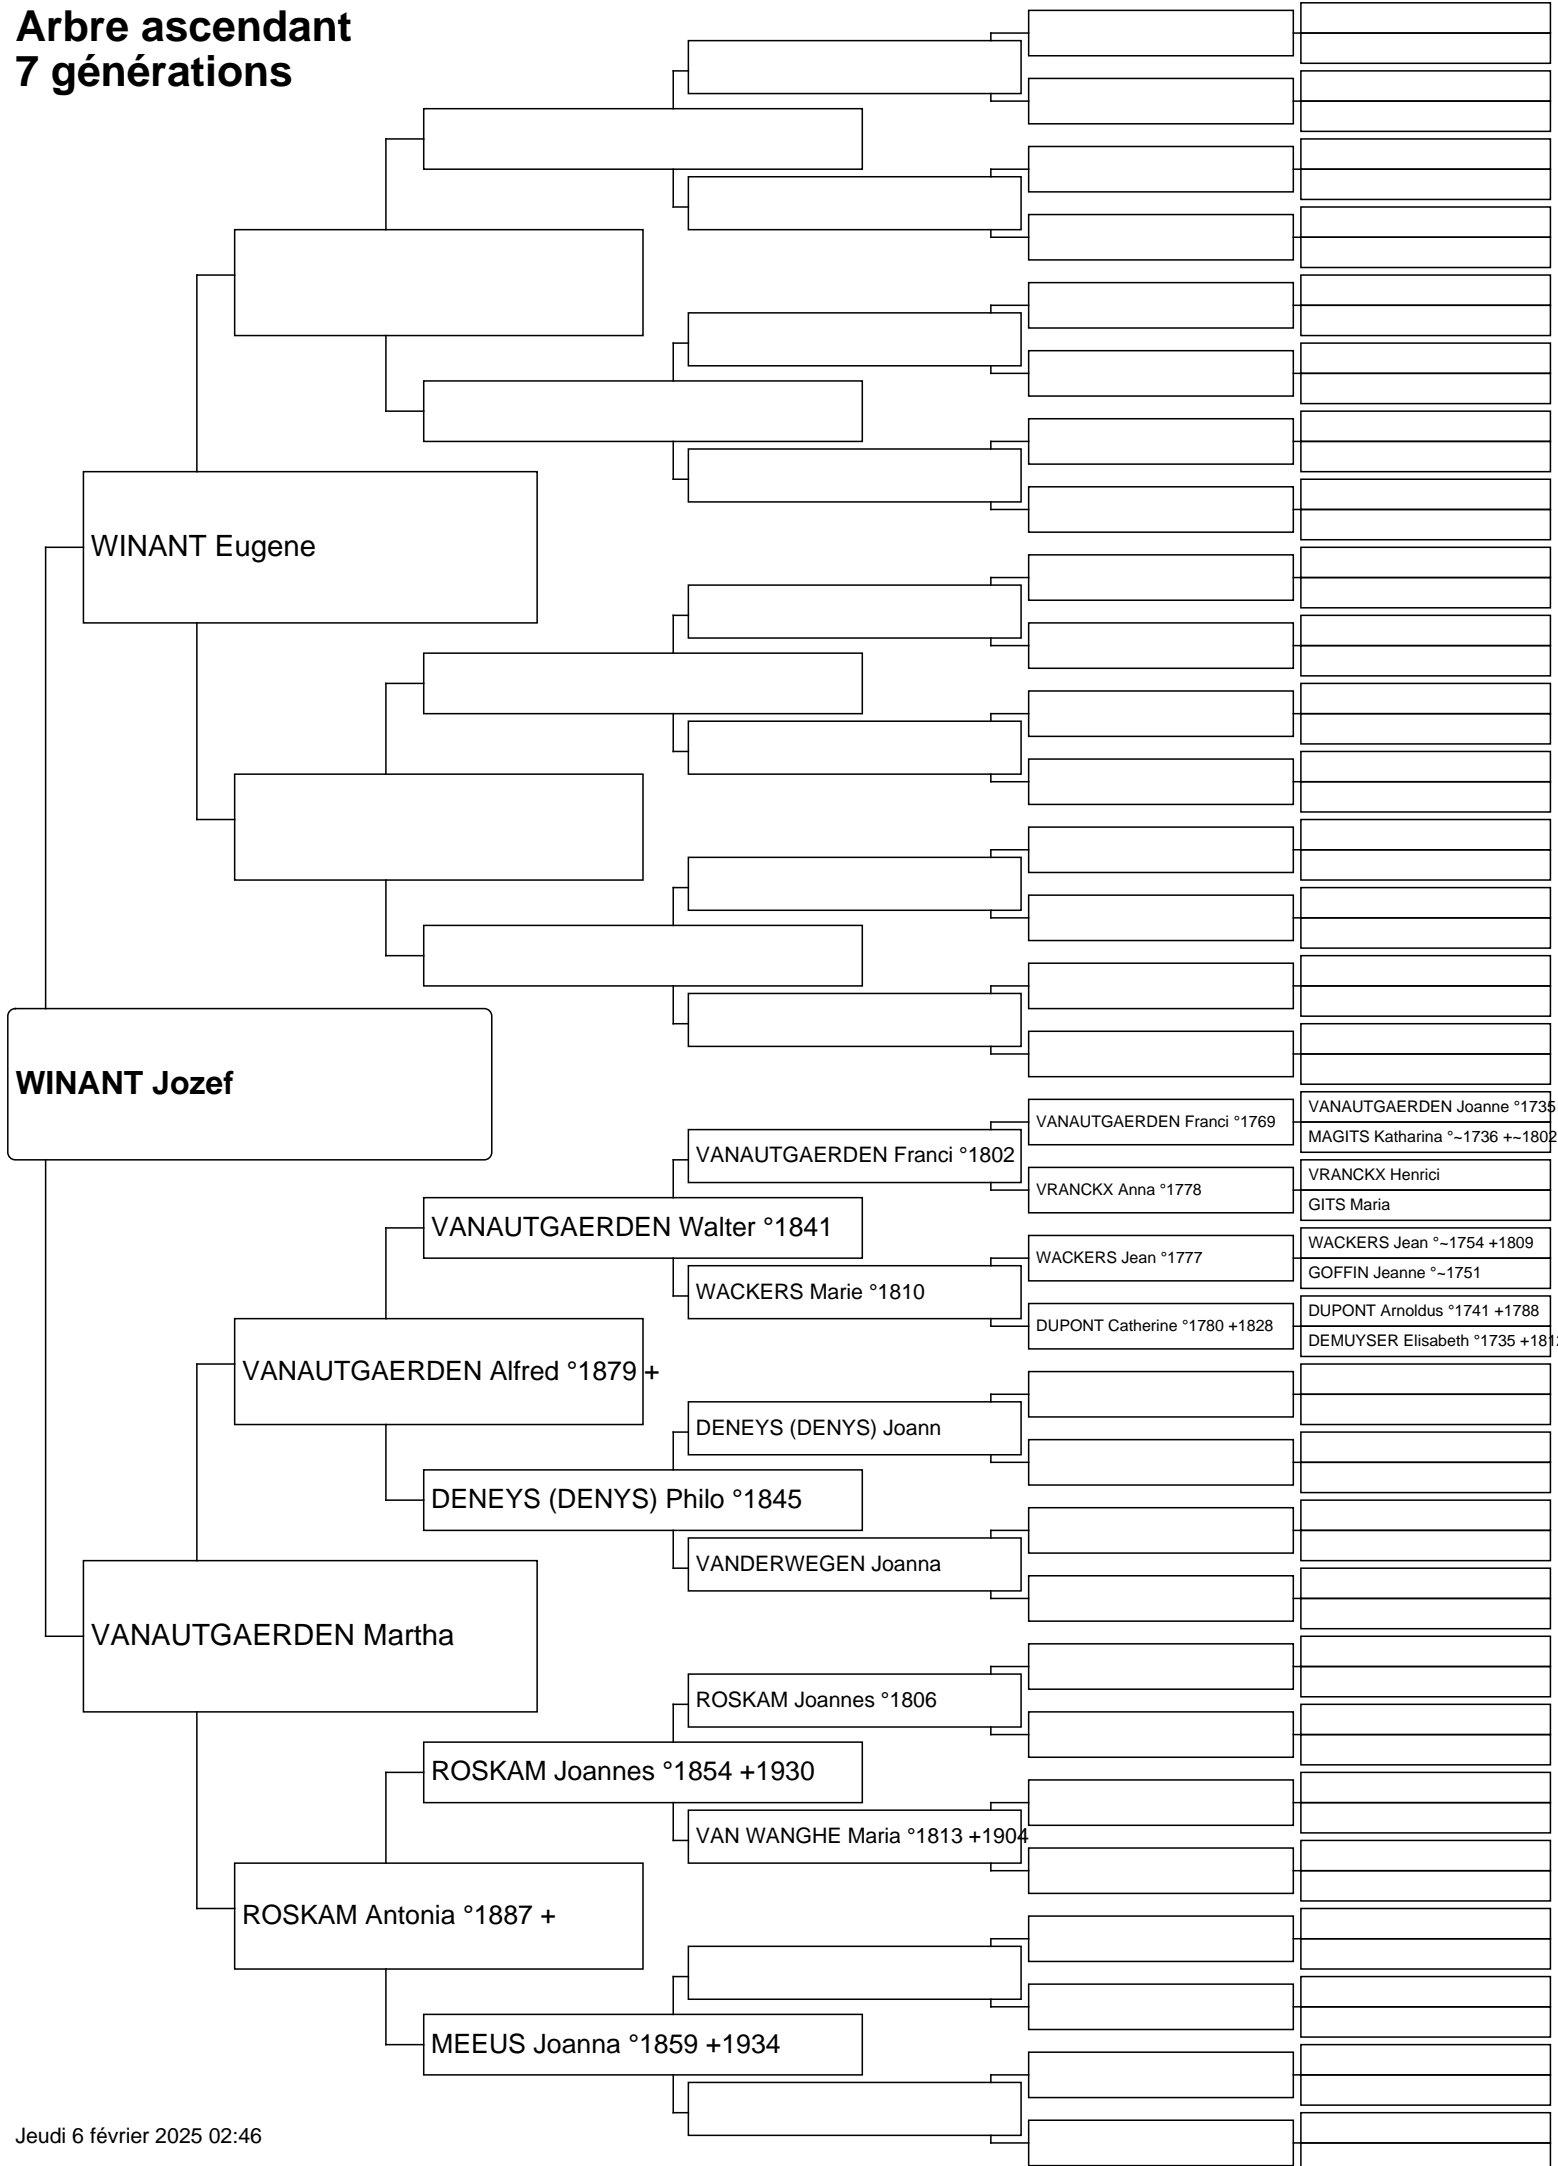 Arbre ascendant
7 générations
WINANT Eugene
WINANT Jozef
VANAUTGAERDEN Joanne °1735
VANAUTGAERDEN Franci °1769
MAGITS Katharina °~1736 +~1802
VANAUTGAERDEN Franci °1802
VRANCKX Henrici
VRANCKX Anna °1778
GITS Maria
VANAUTGAERDEN Walter °1841
WACKERS Jean °~1754 +1809
WACKERS Jean °1777
GOFFIN Jeanne °~1751
WACKERS Marie °1810
DUPONT Arnoldus °1741 +1788
DUPONT Catherine °1780 +1828
DEMUYSER Elisabeth °1735 +1812
VANAUTGAERDEN Alfred °1879 +
DENEYS (DENYS) Joann
DENEYS (DENYS) Philo °1845
VANDERWEGEN Joanna
VANAUTGAERDEN Martha
ROSKAM Joannes °1806
ROSKAM Joannes °1854 +1930
VAN WANGHE Maria °1813 +1904
ROSKAM Antonia °1887 +
MEEUS Joanna °1859 +1934
Jeudi 6 février 2025 02:46